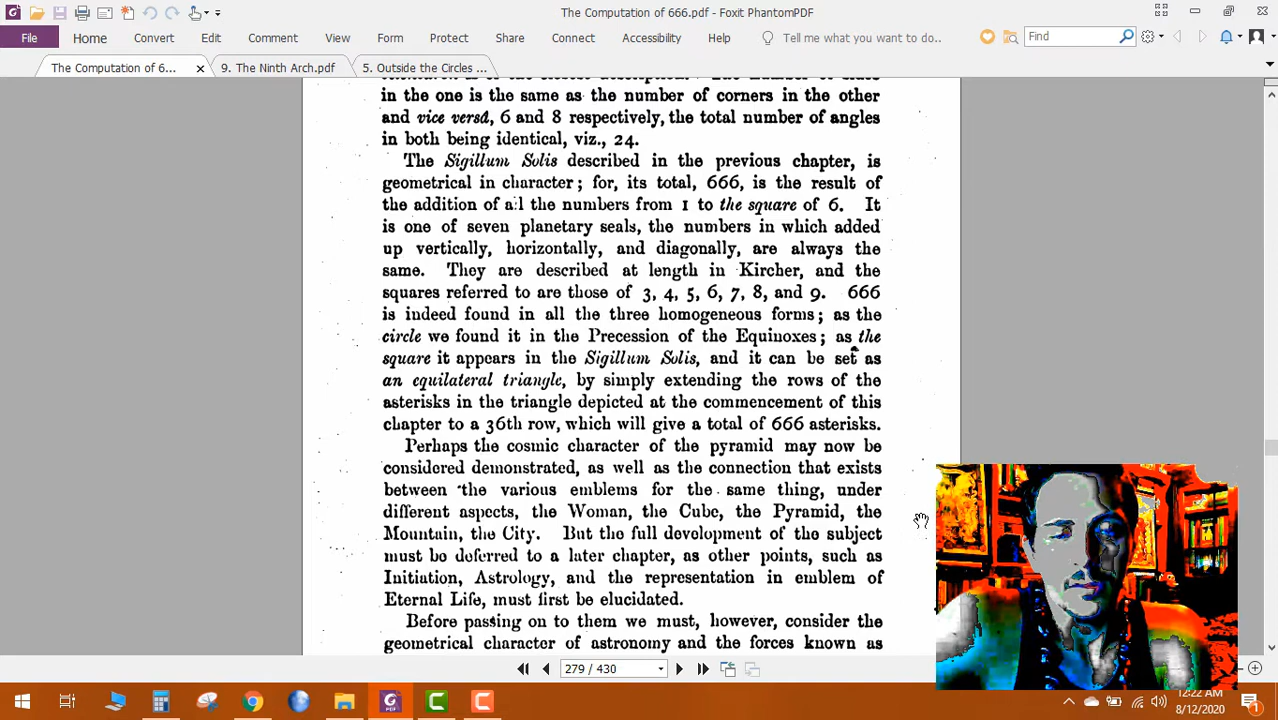 The Computation of 666.pdf - Foxit PhantomPDF
File Home Convert Edit Comment View Form Protect Share Connect Accessibility Help Tell me what you want to do.. Find
The Computation of 6... 9. The Ninth Arch.pdf 5. Outside the Circles ...
in the one is the same as the number of corners in the other
and vice versâ, 6 and 8 respectively, the total number of angles
in both being identical, viz., 24.
The Sigillum Solis described in the previous chapter, is
geometrical in character; for, its total, 666, is the result of
the addition of all the numbers from 1 to the square of 6. It
is one of seven planetary seals, the numbers in which added
up vertically, horizontally, and diagonally, are always the
same. They are described at length in Kircher, and the
squares referred to are those of 3, 4, 5, 6, 7, 8, and 9. 666
is indeed found in all the three homogeneous forms; as the
circle we found it in the Precession of the Equinoxes; as the
square it appears in the Sigillum Solis, and it can be set as
an equilateral triangle, by simply extending the rows of the
asterisks in the triangle depicted at the commencement of this
chapter to a 36th row, which will give a total of 666 asterisks.
Perhaps the cosmic character of the pyramid may now be
considered demonstrated, as well as the connection that exists
between the various emblems for the same thing, under
different aspects, the Woman, the Cube, the Pyramid, the
Mountain, the City. But the full development of the subject
must be deferred to a later chapter, as other points, such as
Initiation, Astrology, and the representation in emblem of
Eternal Life, must first be elucidated.
Before passing on to them we must, however, consider the
geometrical character of astronomy and the forces known as
279 / 430
12:22 AM
8/12/2020